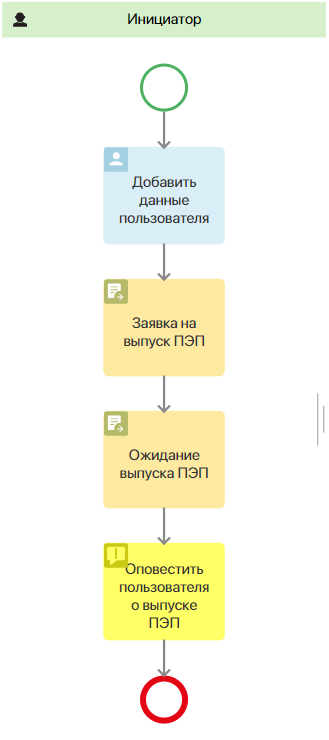 Инициатор
Добавить
данные
пользователя
Заявка на
выпуск ПЭП
Ожидание
выпуска ПЭП
Оповестить
пользователя
о выпуске
ПЭП